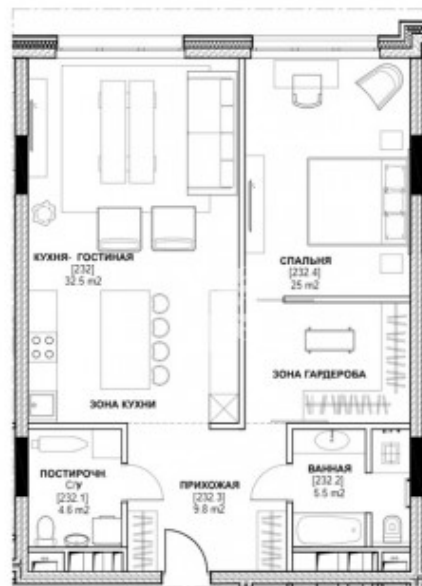 КУХНЯ- ГОСТИНАЯ
[232]
32.5 m2
СПАЛЬНЯ
[232.4]
25 m2
ЗОНА ГАРДЕРОБА
ЗОНА КУХНИ
ПОСТИРОЧН
С/У
[232.1]
4.6 m2
ПРИХОЖАЯ
[232.3]
9.8 m2
ВАННАЯ
[232.2]
5.5 m2